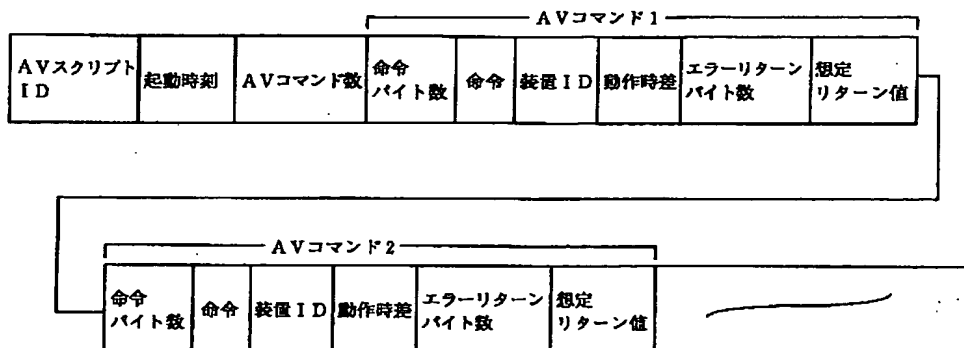 AVコマンド1
AVスクリプト
ID
起動時刻
AVコマンド数
命令
バイト数
命令
装置ID
動作時差
エラーリターン
バイト数
想定
リターン値
AVコマンド2
命令
バイト数
命令
装置ID
動作時差
エラーリターン
バイト数
想定
リターン値